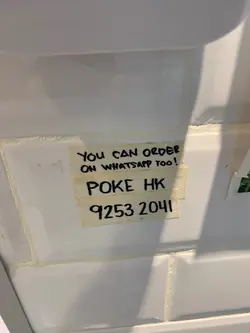 YOU CAN ORDER
ON WHATSAPP TOO!
POKE HK
9253 2041